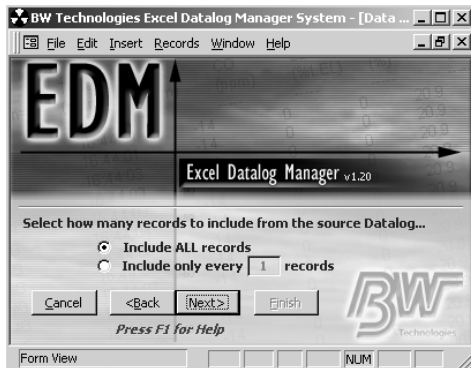 BW Technologies Excel Datalog Manager System - [Data ...
File Edit Insert Records Window Help
EDM
Excel Datalog Manager v1.20
Select how many records to include from the source Datalog...
Include ALL records
Include only every 1 records
Cancel <Back Next> Finish
Press F1 for Help
BW
Technologies
Form View NUM